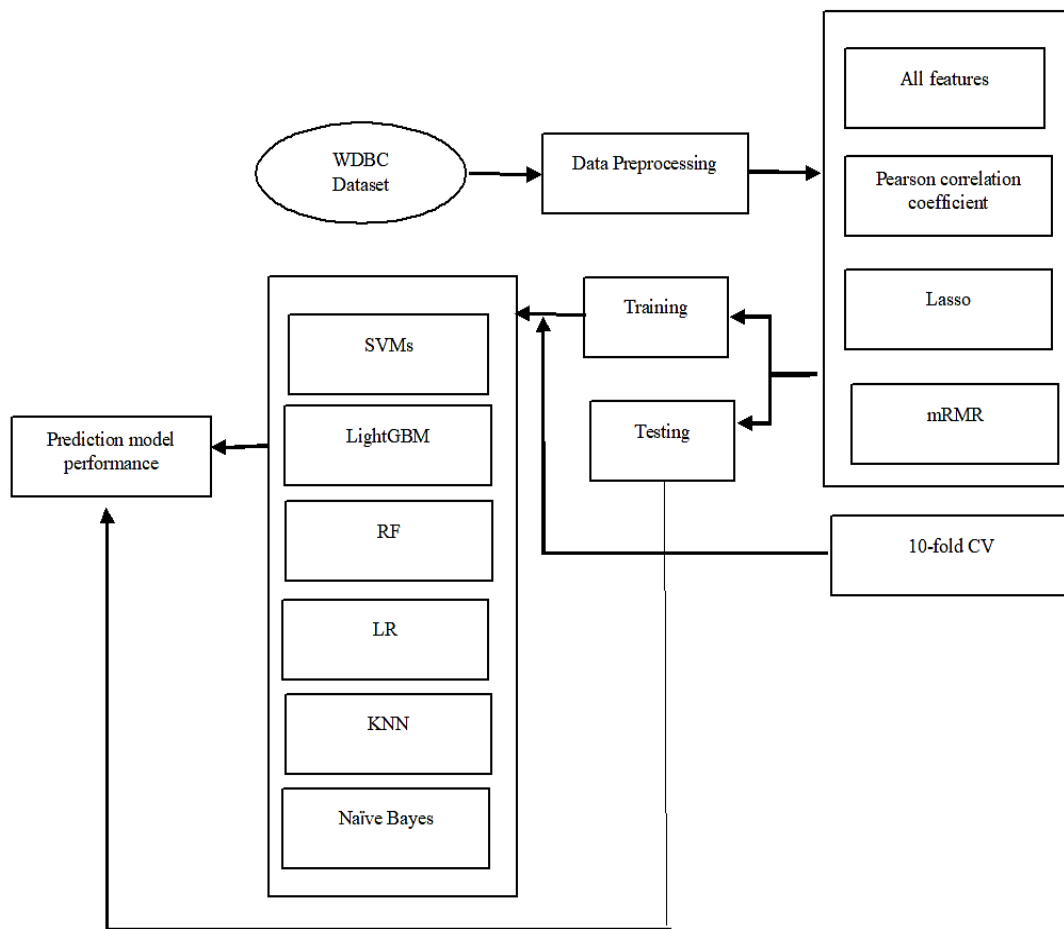 All features
WDBC
Dataset
Data Preprocessing
Pearson correlation
coefficient
Lasso
mRMR
Training
Testing
10-fold CV
SVMs
LightGBM
RF
LR
KNN
Naïve Bayes
Prediction model
performance